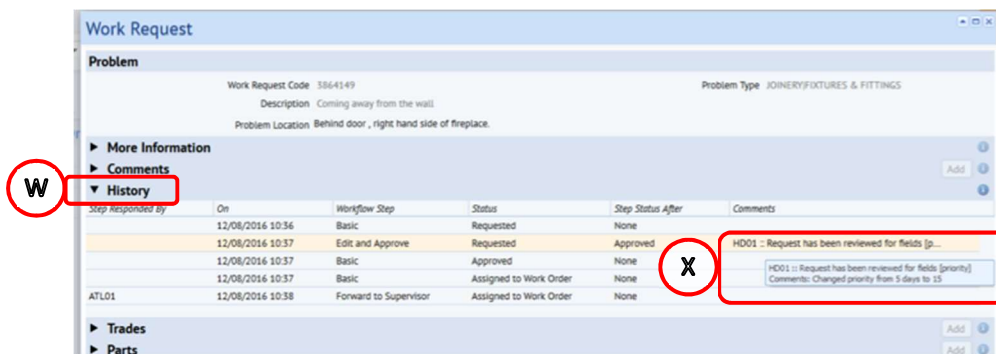 Work Request
Problem
Work Request Code 3864149 Problem Type JOINERY|FIXTURES & FITTINGS
Description Coming away from the wall
Problem Location Behind door , right hand side of fireplace.
More Information
Comments Add
W History
Step Responded By On Workflow Step Status Step Status After Comments
12/08/2016 10:36 Basic Requested None
12/08/2016 10:37 Edit and Approve Requested Approved HD01 :: Request has been reviewed for fields [p...
12/08/2016 10:37 Basic Approved None
X HD01 :: Request has been reviewed for fields [priority]
12/08/2016 10:37 Basic Assigned to Work Order None Comments: Changed priority from 5 days to 15
ATL01 12/08/2016 10:38 Forward to Supervisor Assigned to Work Order None
Trades Add
Parts Add